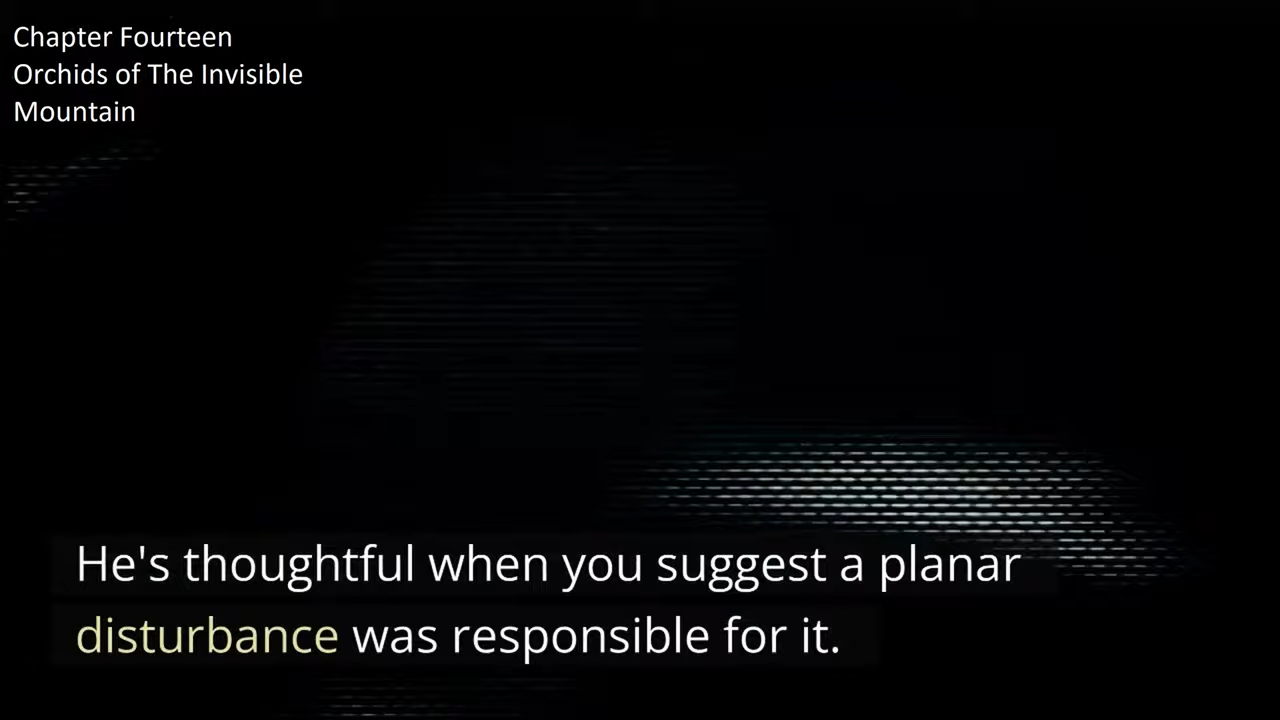 Chapter Fourteen
Orchids of The Invisible
Mountain
He's thoughtful when you suggest a planar
disturbance was responsible for it.